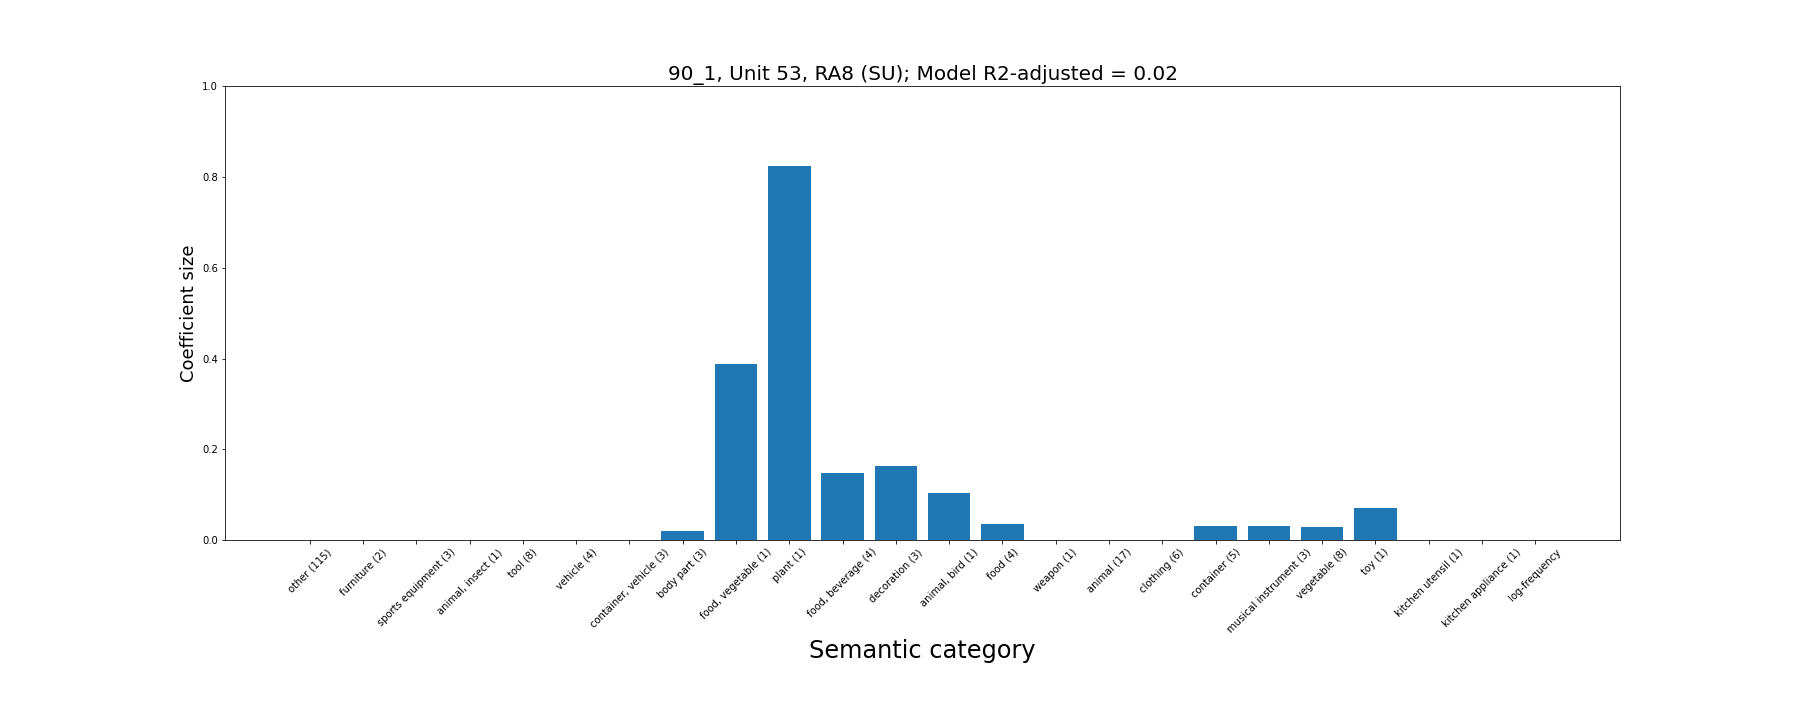 90_1, Unit 53, RA8 (SU); Model R2-adjusted = 0.02
1.0
0.8
0.6
0.4
0.2
0.0
Coefficient size
other (115)
furniture (2)
sports equipment (3)
animal, insect (1)
tool (8)
vehicle (4)
container, vehicle (3)
body part (3)
food, vegetable (1)
plant (1)
food, beverage (4)
decoration (3)
animal, bird (1)
food (4)
weapon (1)
animal (17)
clothing (6)
container (5)
musical instrument (3)
vegetable (8)
toy (1)
kitchen utensil (1)
kitchen appliance (1)
log-frequency
Semantic category